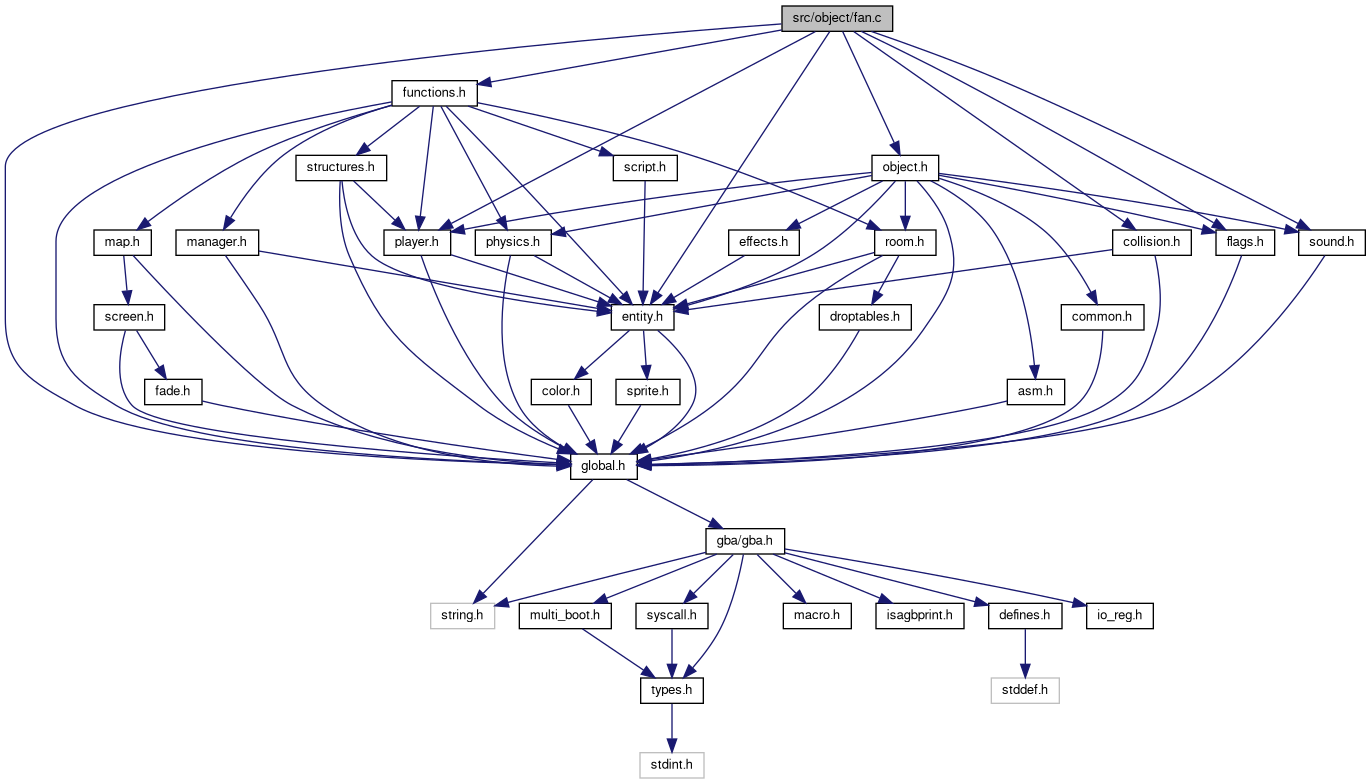 src/object/fan.c
functions.h
structures.h
script.h
object.h
map.h
manager.h
player.h
physics.h
effects.h
room.h
collision.h
flags.h
sound.h
screen.h
entity.h
droptables.h
common.h
fade.h
color.h
sprite.h
asm.h
global.h
gba/gba.h
string.h
multi_boot.h
syscall.h
macro.h
isagbprint.h
defines.h
io_reg.h
types.h
stddef.h
stdint.h